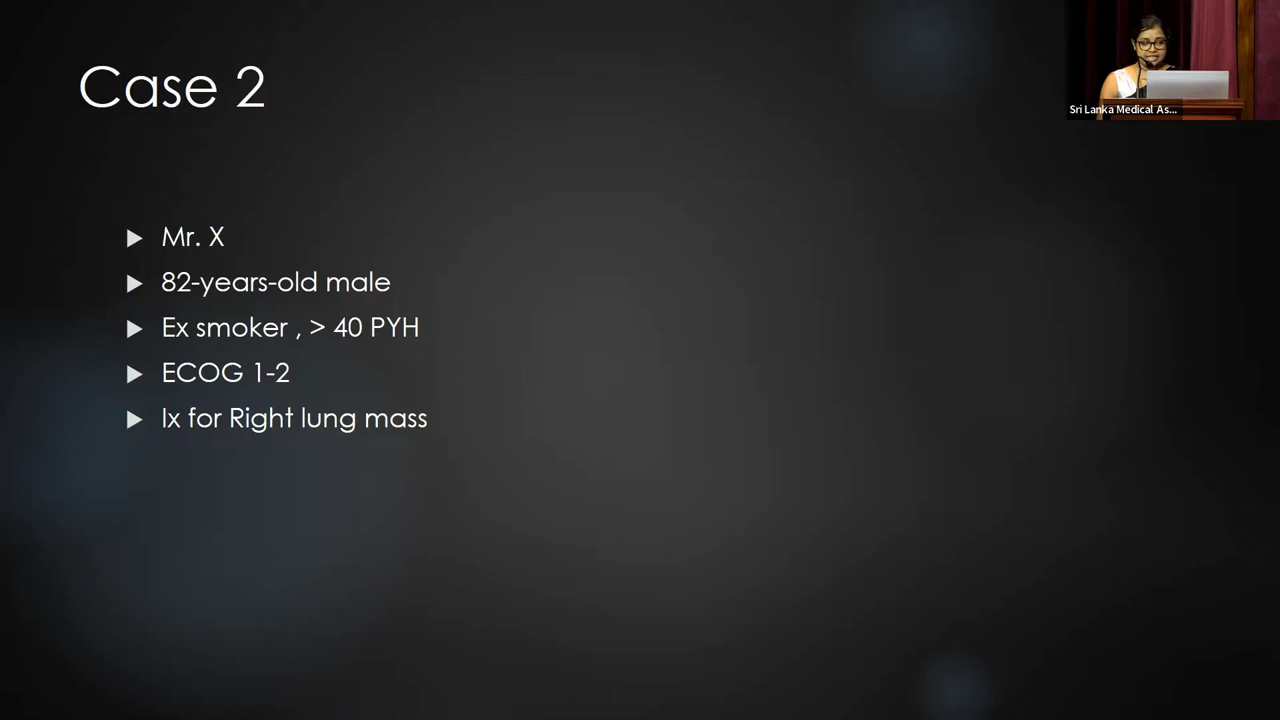 Case 2
Sri Lanka Medical As...
Mr. X
82-years-old male
Ex smoker , > 40 PYH
ECOG 1-2
Ix for Right lung mass